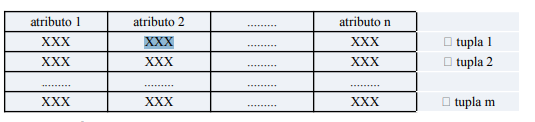 atributo 1 atributo 2 ......... atributo n
XXX XXX ......... XXX □ tupla 1
XXX XXX ......... XXX □ tupla 2
......... ......... ......... .........
XXX XXX ......... XXX □ tupla m